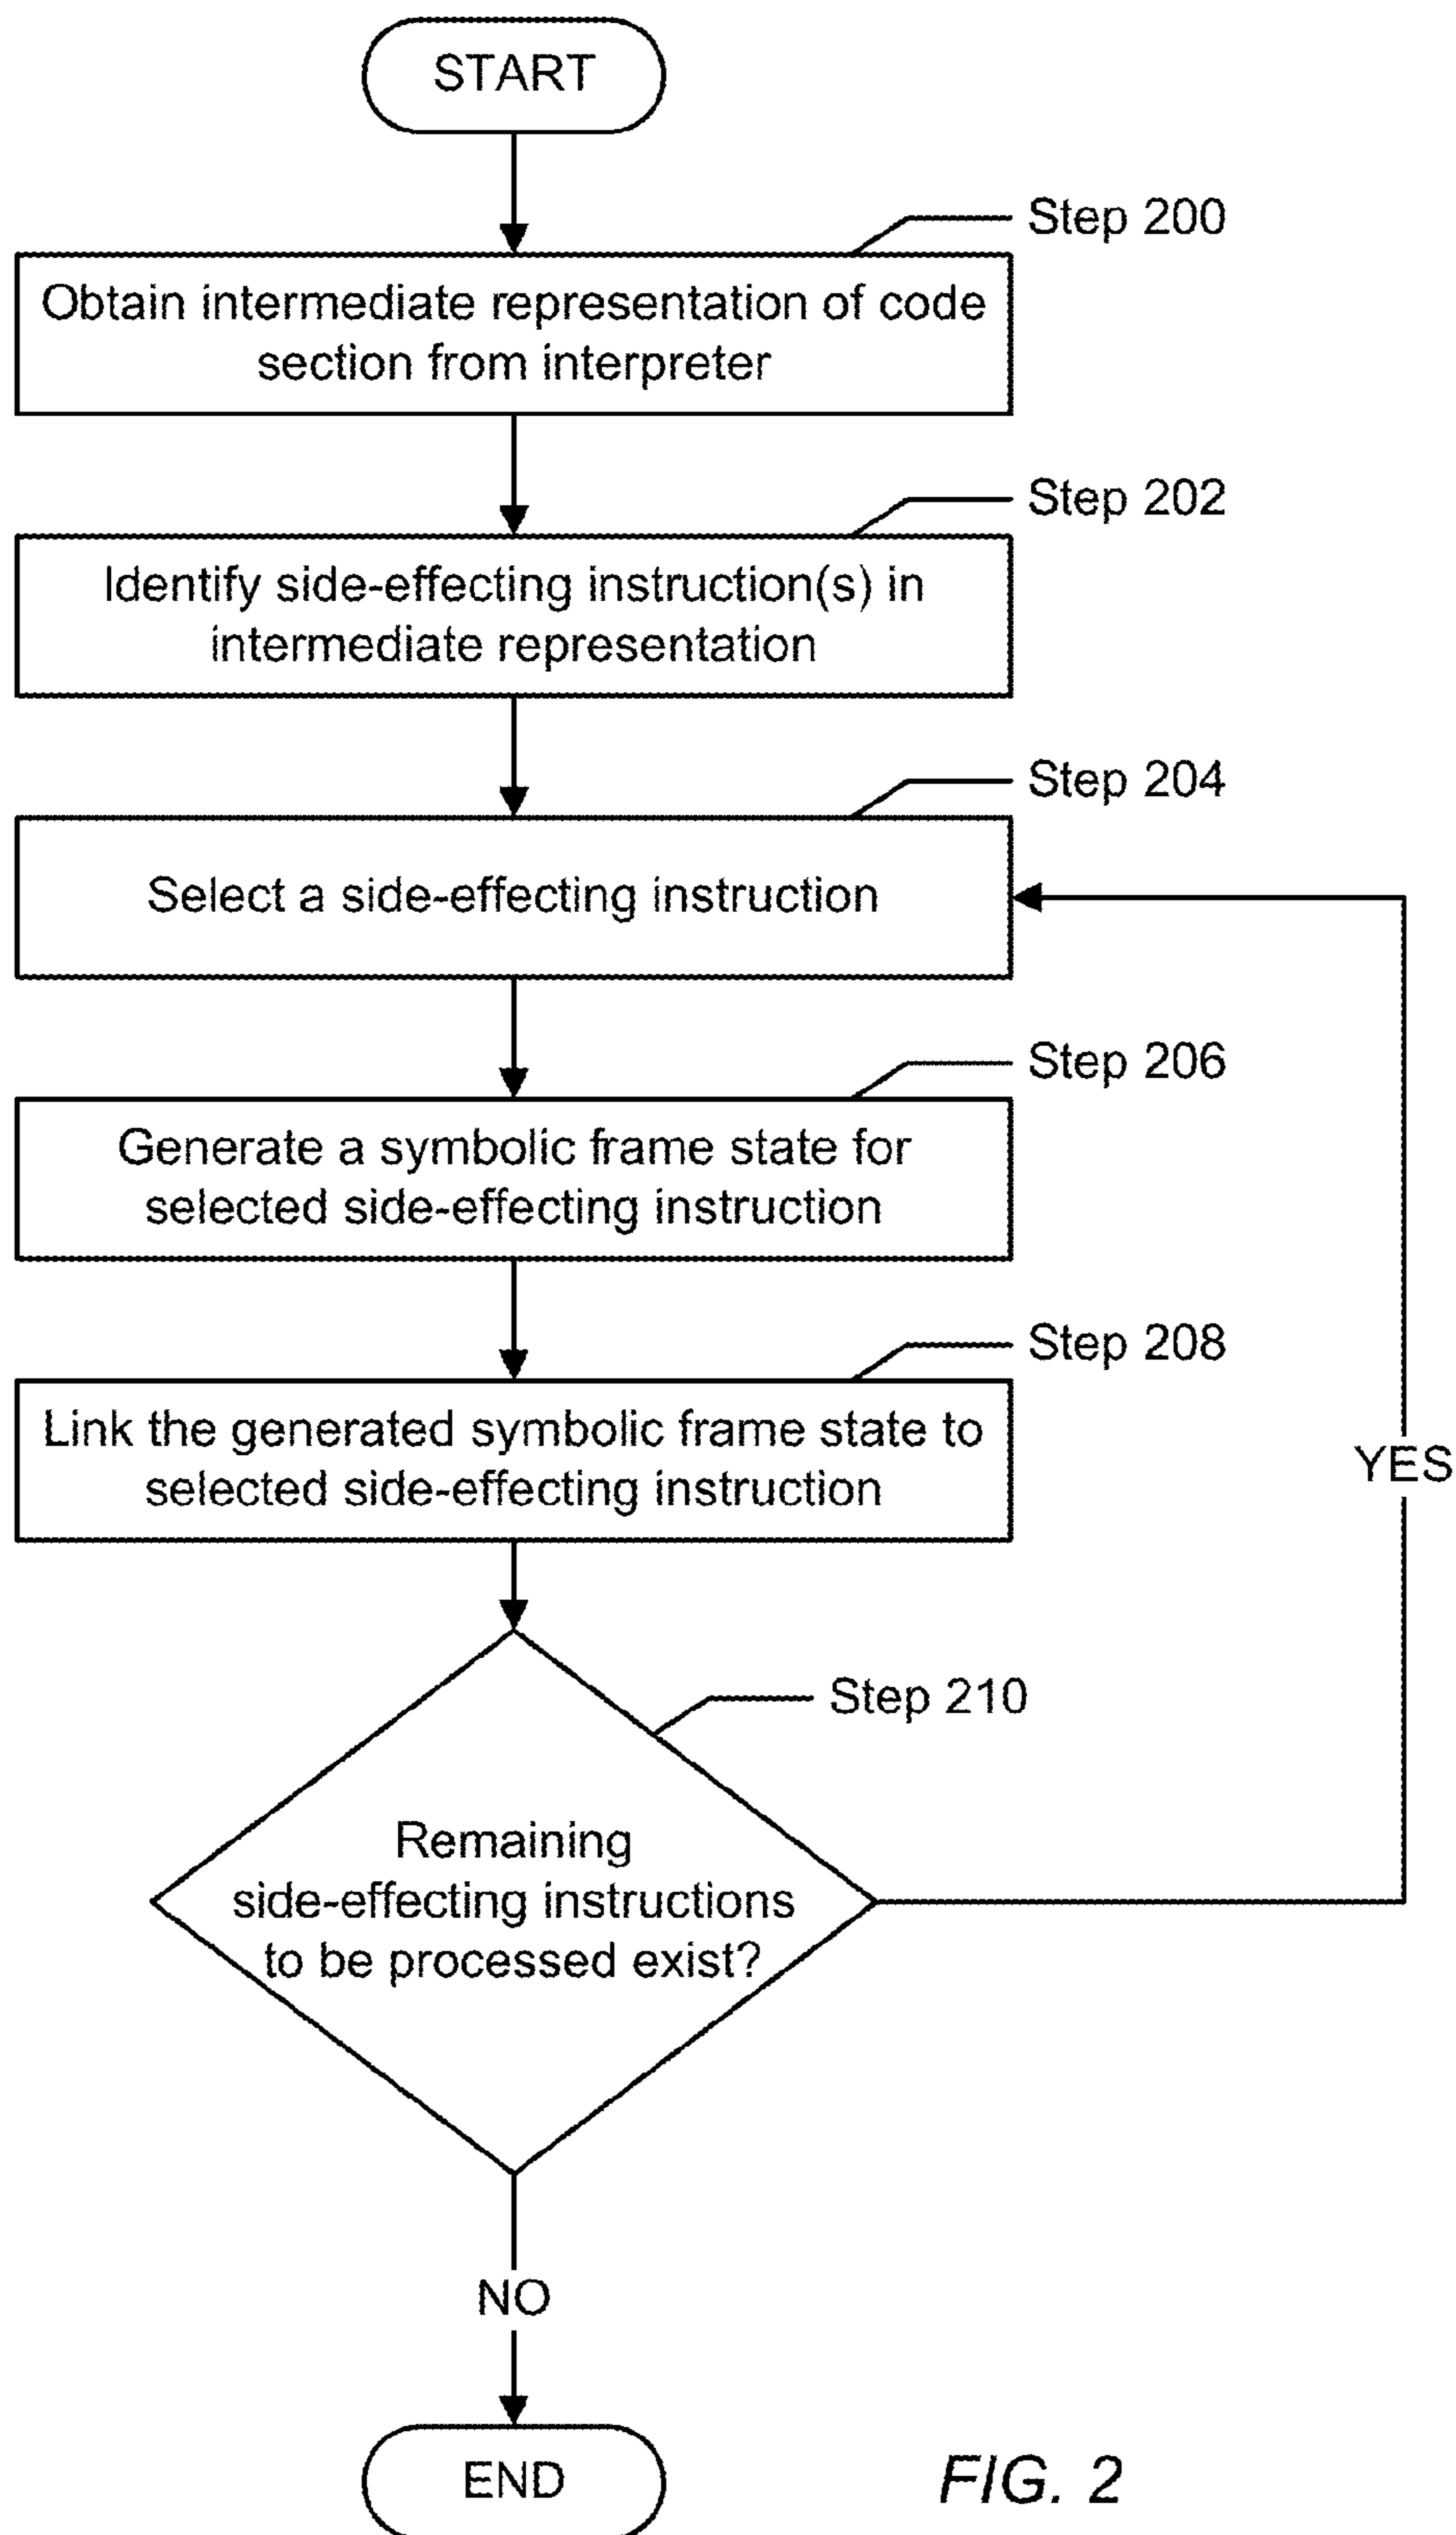 START
Step 200
Obtain intermediate representation of code
section from interpreter
Step 202
Identify side-effecting instruction(s) in
intermediate representation
Step 204
Select a side-effecting instruction
Step 206
Generate a symbolic frame state for
selected side-effecting instruction
Step 208
Link the generated symbolic frame state to
selected side-effecting instruction
YES
Step 210
Remaining
side-effecting instructions
to be processed exist?
NO
END
FIG. 2